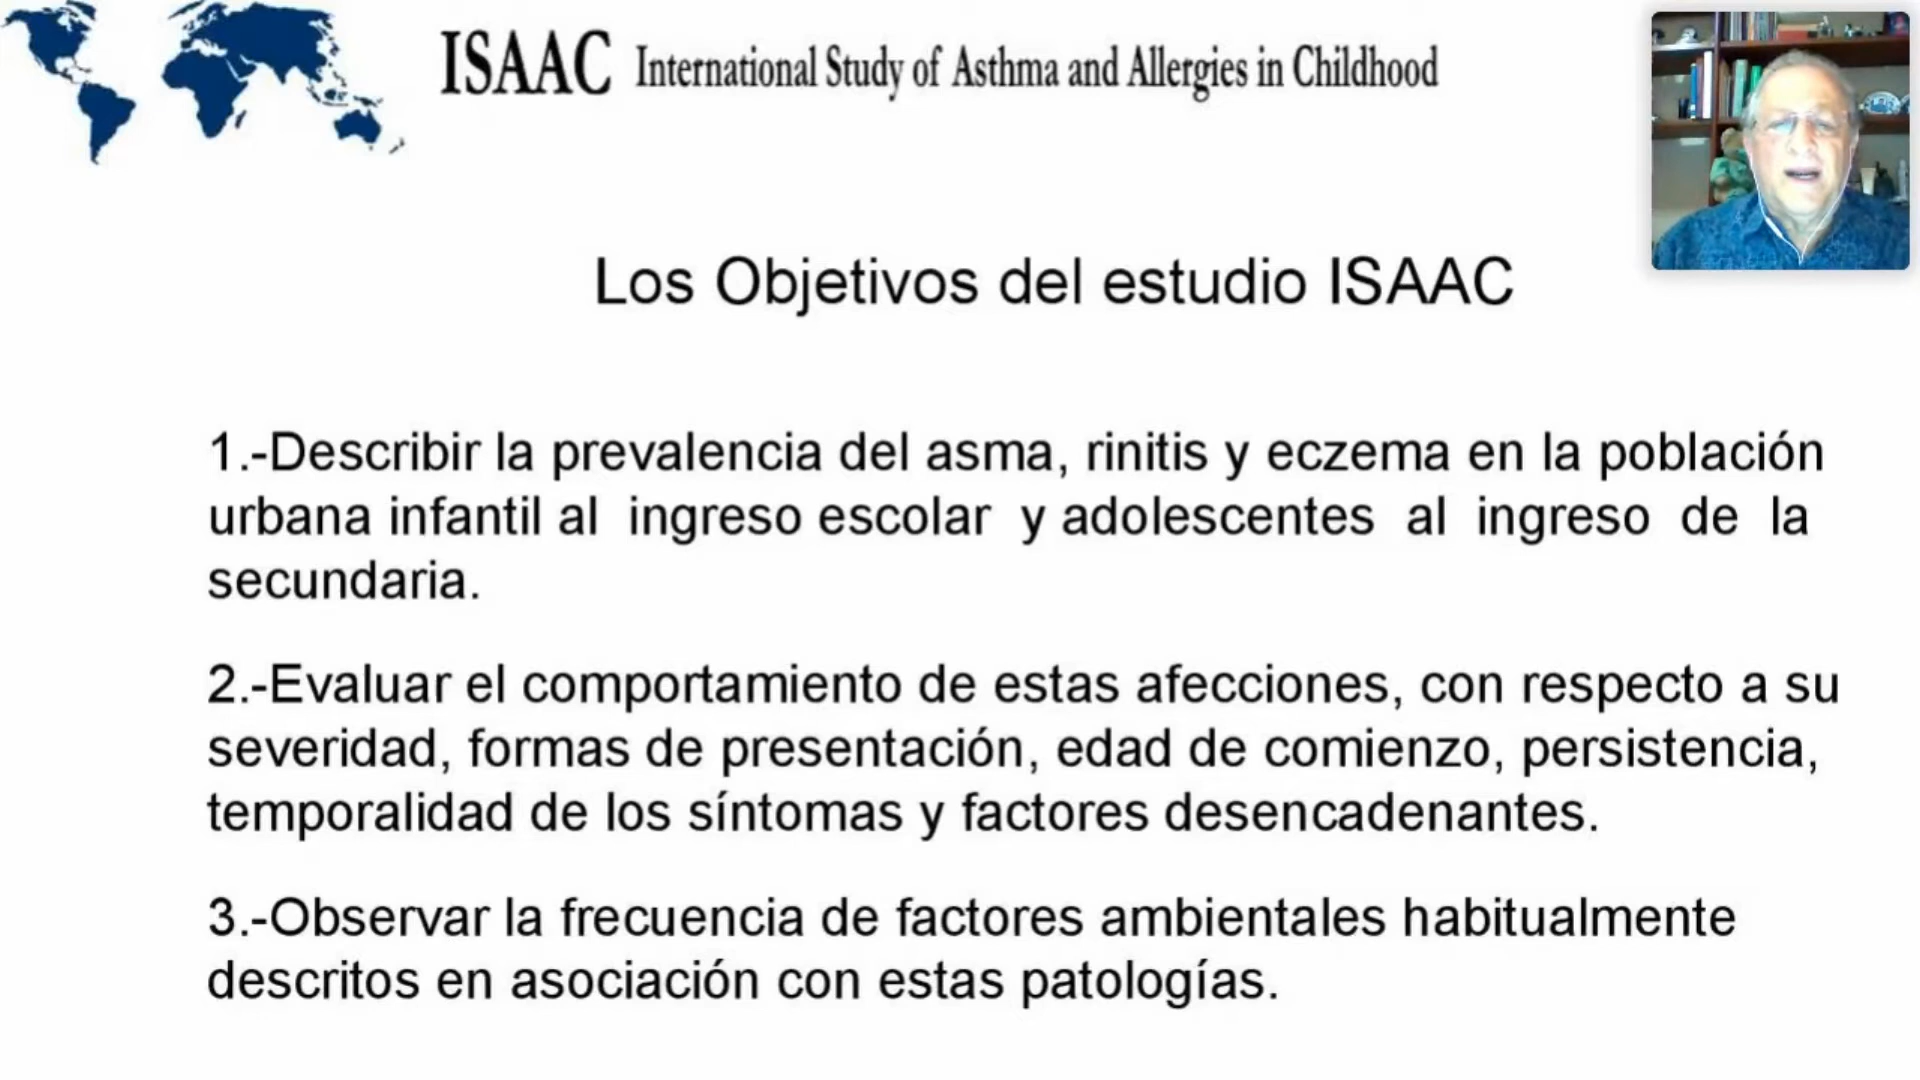 ISAAC International Study of Asthma and Allergies in Childhood
Los Objetivos del estudio ISAAC
1.-Describir la prevalencia del asma, rinitis y eczema en la población
urbana infantil al ingreso escolar y adolescentes al ingreso de la
secundaria.
2.-Evaluar el comportamiento de estas afecciones, con respecto a su
severidad, formas de presentación, edad de comienzo, persistencia,
temporalidad de los síntomas y factores desencadenantes.
3.-Observar la frecuencia de factores ambientales habitualmente
descritos en asociación con estas patologías.